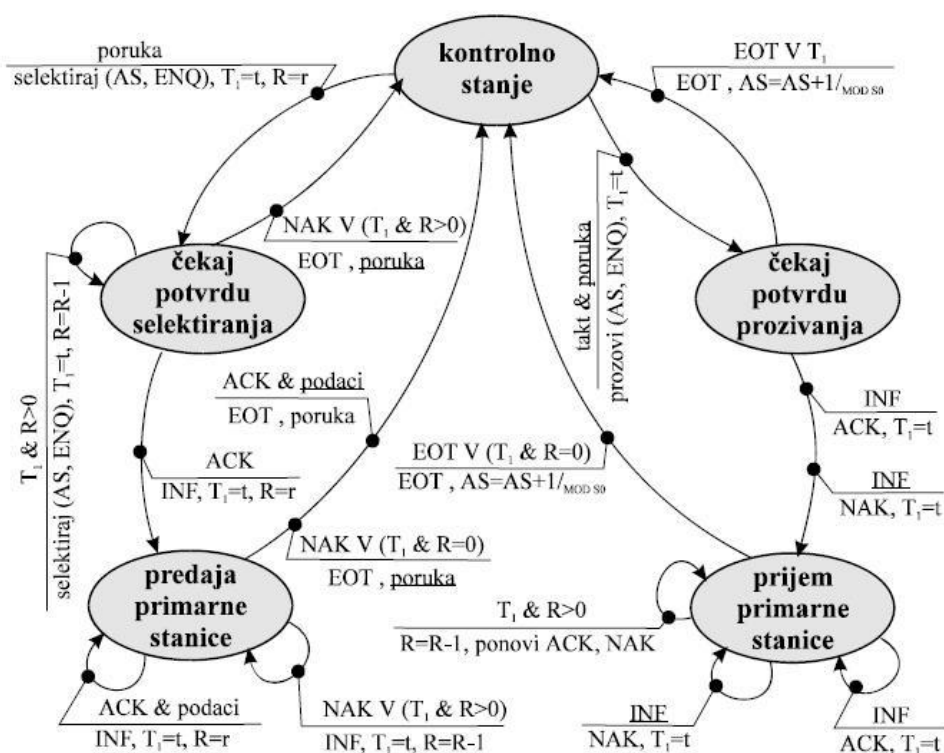 poruka
selektiraj (AS, ENQ), T₁=t, R=r
kontrolno
stanje
EOT V T₁
EOT , AS=AS+1/MOD S0
takt & poruka
prozovi (AS, ENQ), T₁=t
NAK V (T₁ & R>0)
EOT , poruka
čekaj
potvrdu
selektiranja
čekaj
potvrdu
prozivanja
T₁ & R>0
selektiraj (AS, ENQ), T₁=t, R=R-1
ACK & podaci
EOT , poruka
INF
ACK, T₁=t
EOT V (T₁ & R=0)
EOT , AS=AS+1/MOD S0
ACK
INF, T₁=t, R=r
INF
NAK, T₁=t
NAK V (T₁ & R=0)
EOT , poruka
predaja
primarne
stanice
T₁ & R>0
R=R-1, ponovi ACK, NAK
prijem
primarne
stanice
ACK & podaci
INF, T₁=t, R=r
NAK V (T₁ & R>0)
INF, T₁=t, R=R-1
INF
NAK, T₁=t
INF
ACK, T₁=t